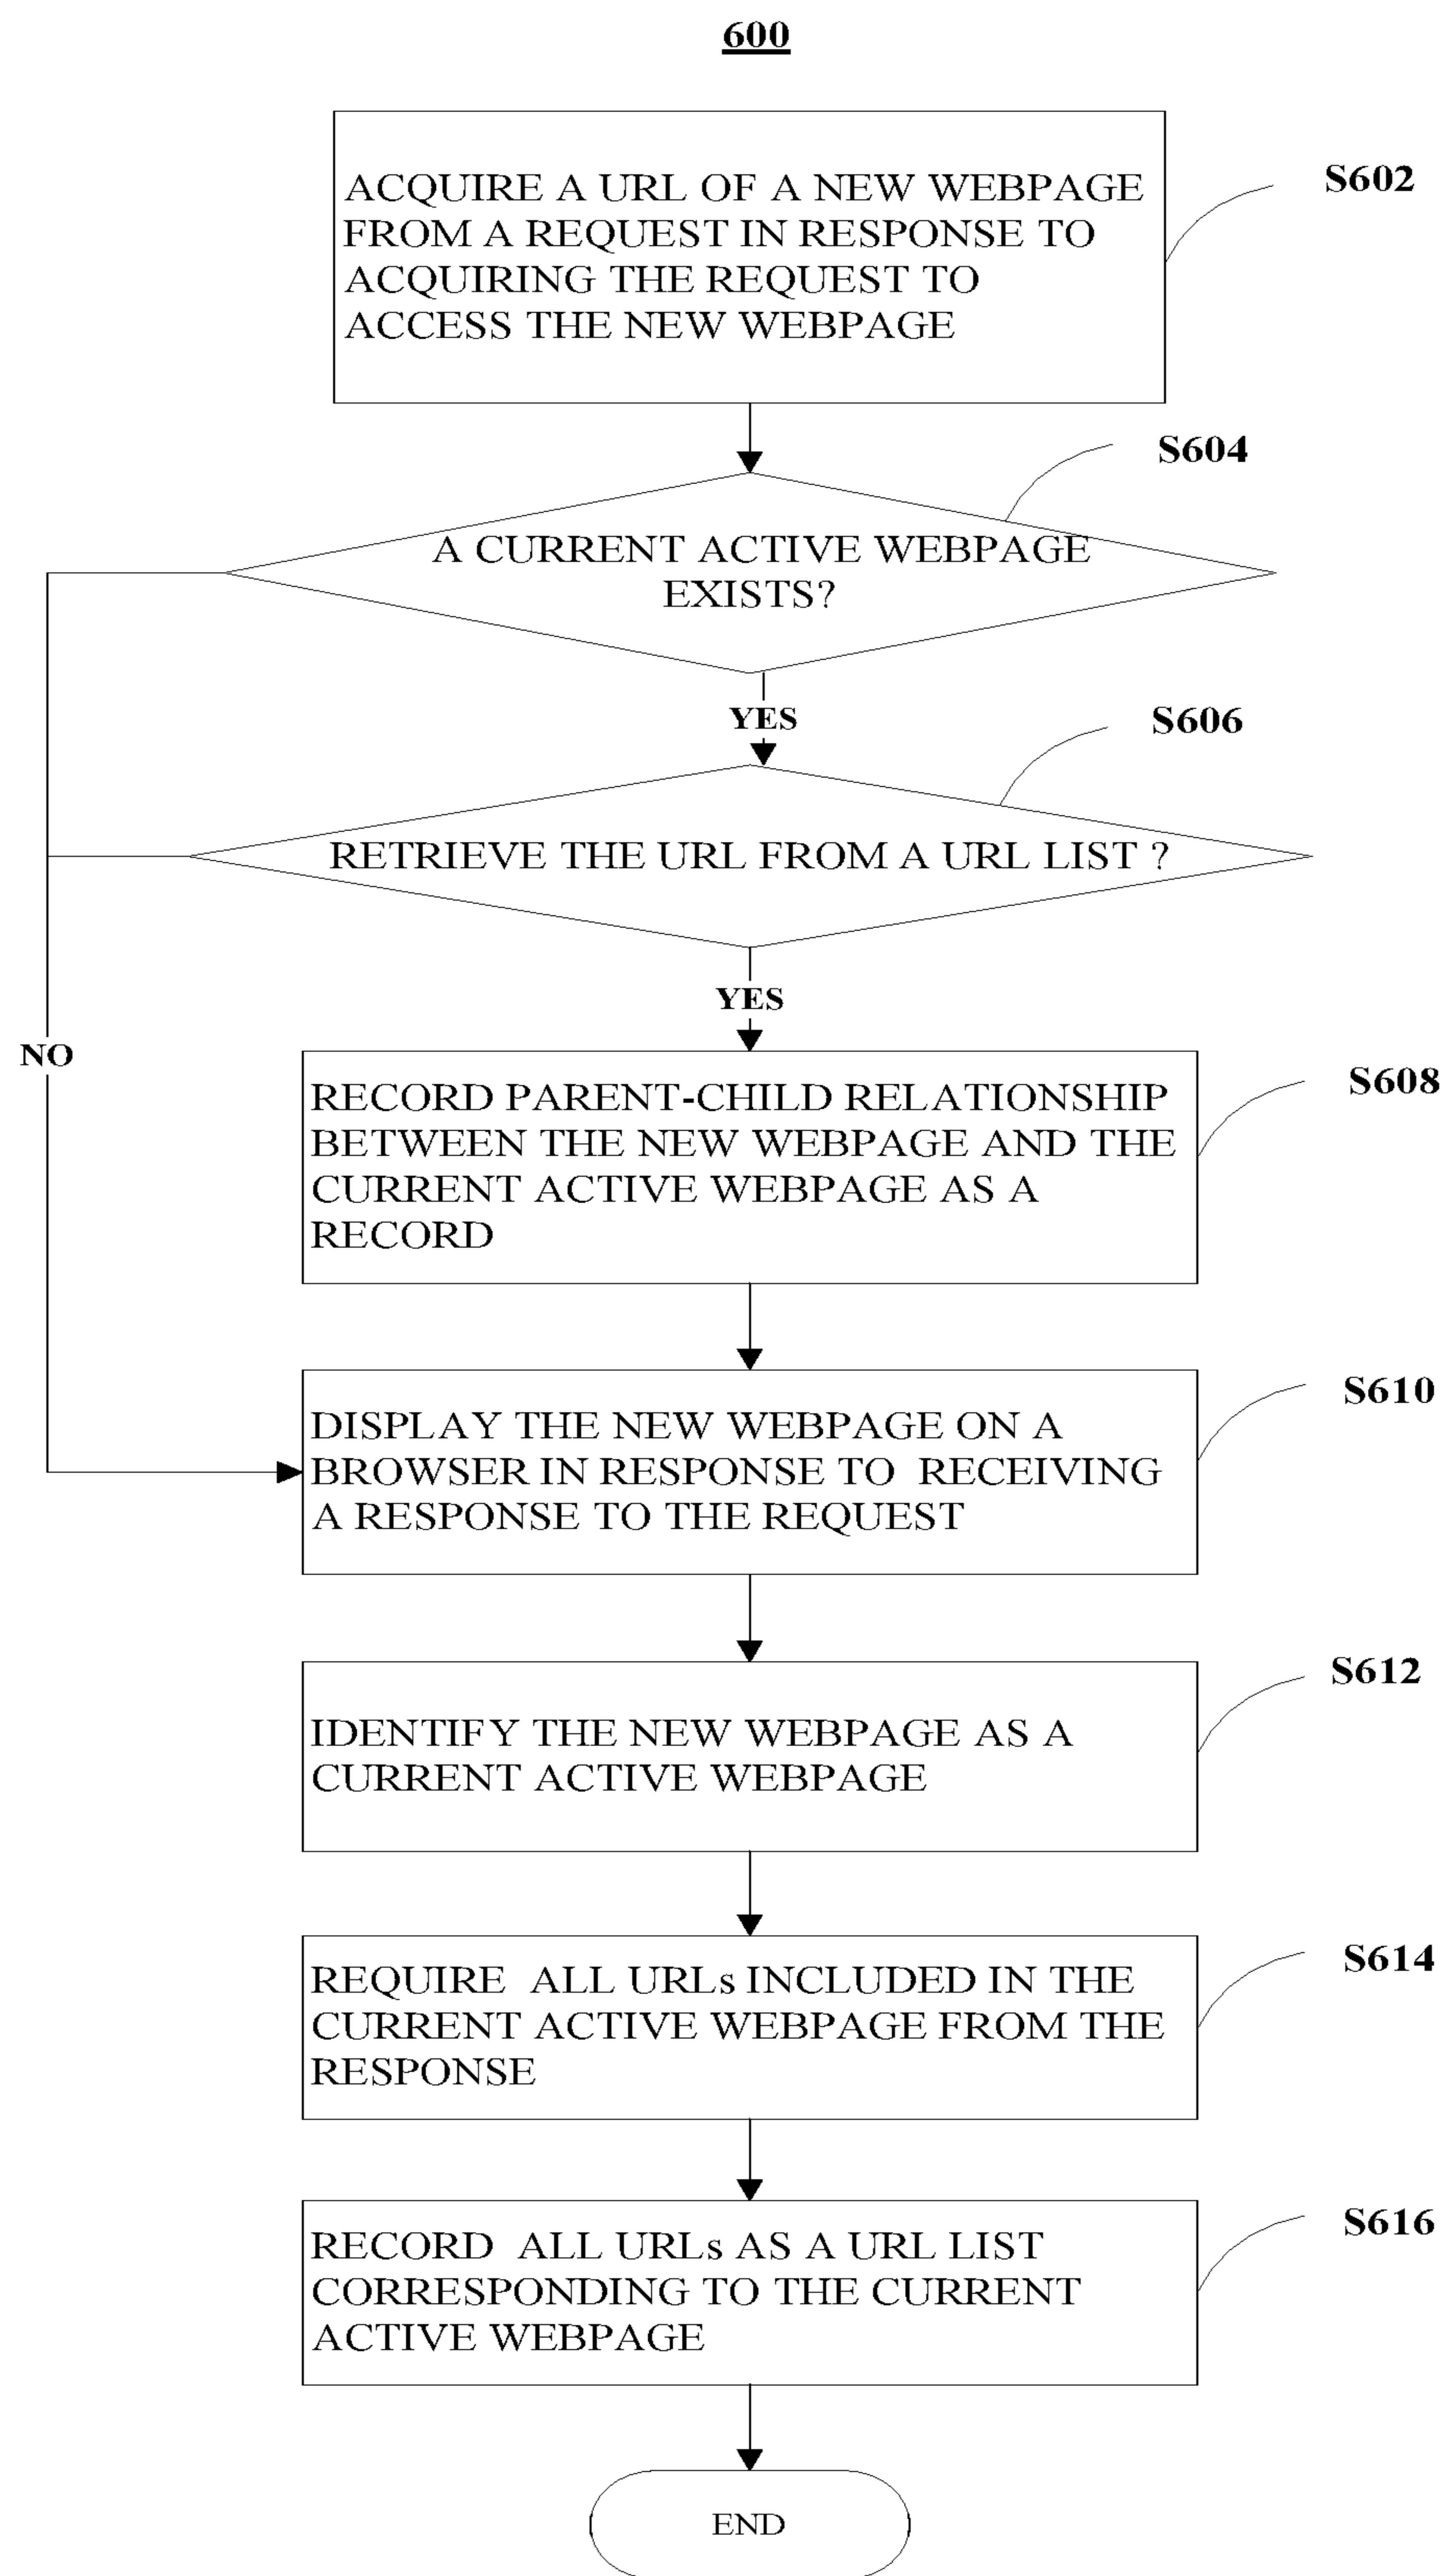 600
ACQUIRE A URL OF A NEW WEBPAGE
FROM A REQUEST IN RESPONSE TO
ACQUIRING THE REQUEST TO
ACCESS THE NEW WEBPAGE
S602
S604
A CURRENT ACTIVE WEBPAGE
EXISTS?
YES
S606
RETRIEVE THE URL FROM A URL LIST ?
YES
NO
RECORD PARENT-CHILD RELATIONSHIP
BETWEEN THE NEW WEBPAGE AND THE
CURRENT ACTIVE WEBPAGE AS A
RECORD
S608
DISPLAY THE NEW WEBPAGE ON A
BROWSER IN RESPONSE TO RECEIVING
A RESPONSE TO THE REQUEST
S610
IDENTIFY THE NEW WEBPAGE AS A
CURRENT ACTIVE WEBPAGE
S612
REQUIRE ALL URLs INCLUDED IN THE
CURRENT ACTIVE WEBPAGE FROM THE
RESPONSE
S614
RECORD ALL URLs AS A URL LIST
CORRESPONDING TO THE CURRENT
ACTIVE WEBPAGE
S616
END